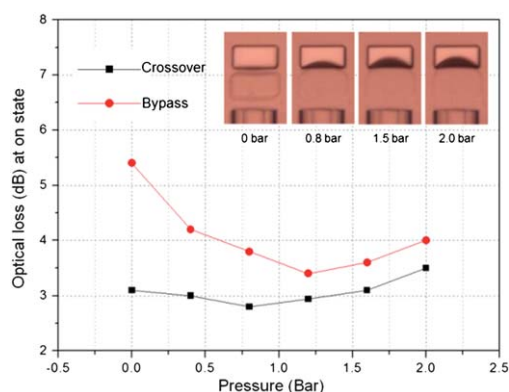 8
7
6
5
4
3
2
Optical loss (dB) at on state
Crossover
Bypass
0 bar 0.8 bar 1.5 bar 2.0 bar
-0.5 0.0 0.5 1.0 1.5 2.0 2.5
Pressure (Bar)